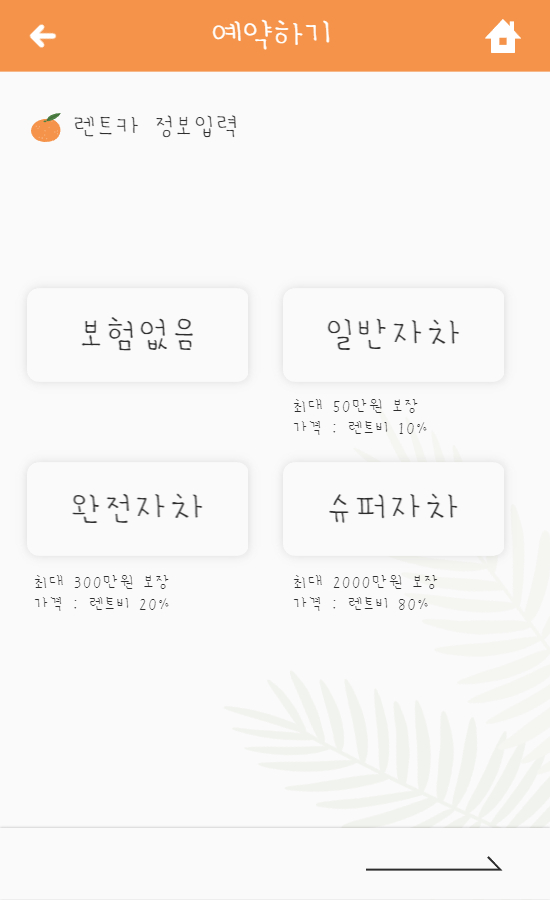 예약하기
렌트카 정보입력
보험없음
일반자차
최대 50만원 보장
가격 : 렌트비 10%
완전자차
슈퍼자차
최대 300만원 보장
가격 : 렌트비 20%
최대 2000만원 보장
가격 : 렌트비 80%